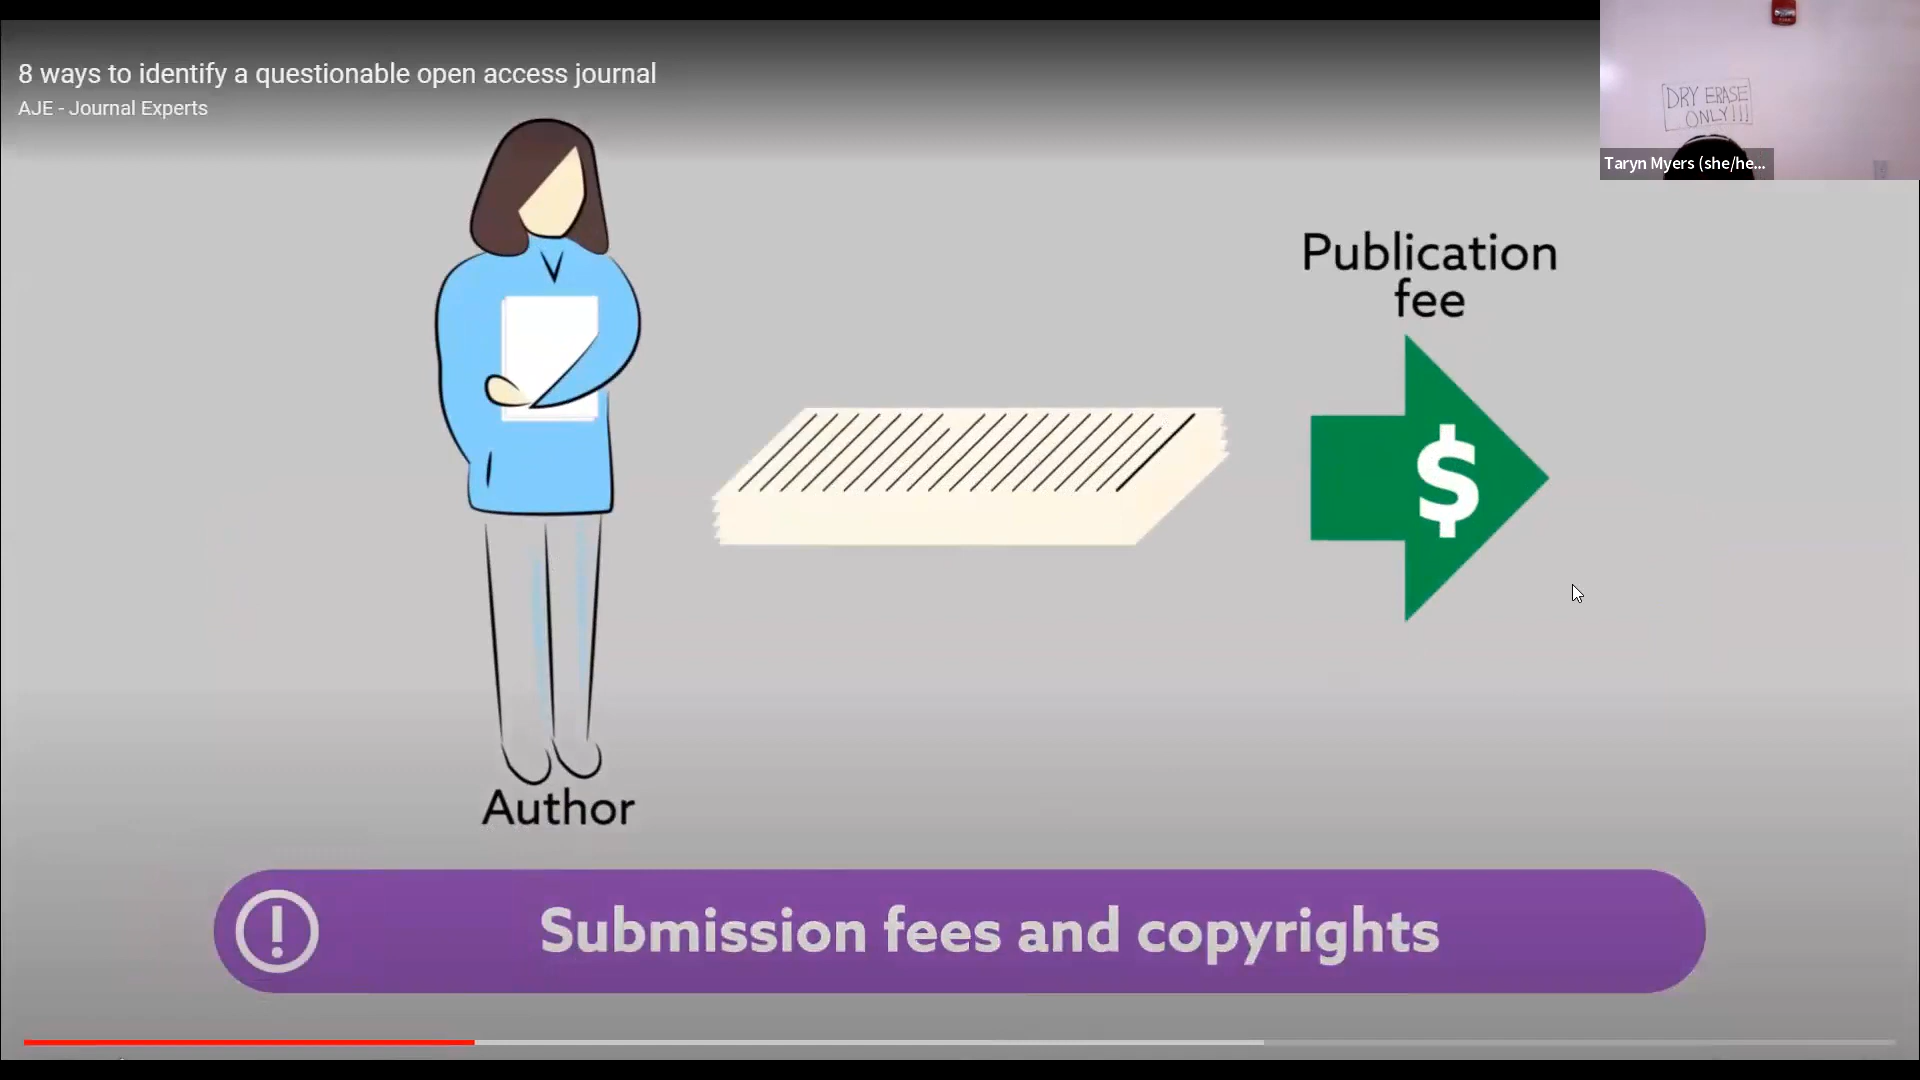 8 ways to identify a questionable open access journal
AJE - Journal Experts
DRY ERASE
ONLY!!!
Taryn Myers (she/he...
Publication
fee
$
Author
! Submission fees and copyrights